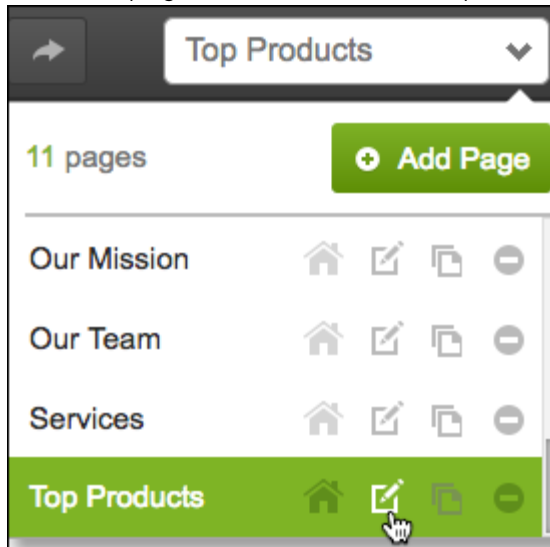 Top Products
11 pages
Add Page
Our Mission
Our Team
Services
Top Products